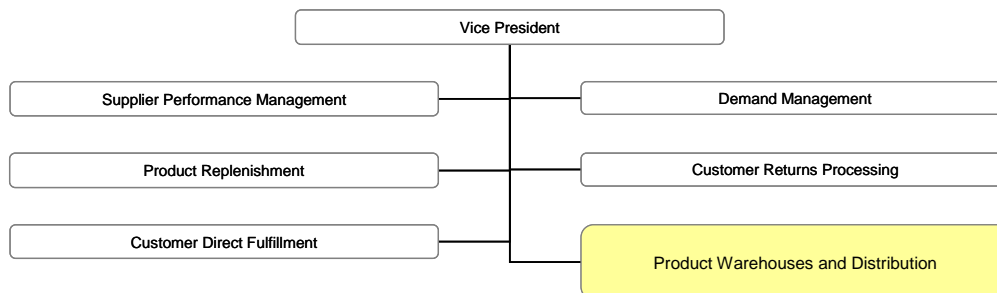 Vice President
Supplier Performance Management
Demand Management
Product Replenishment
Customer Returns Processing
Customer Direct Fulfillment
Product Warehouses and Distribution